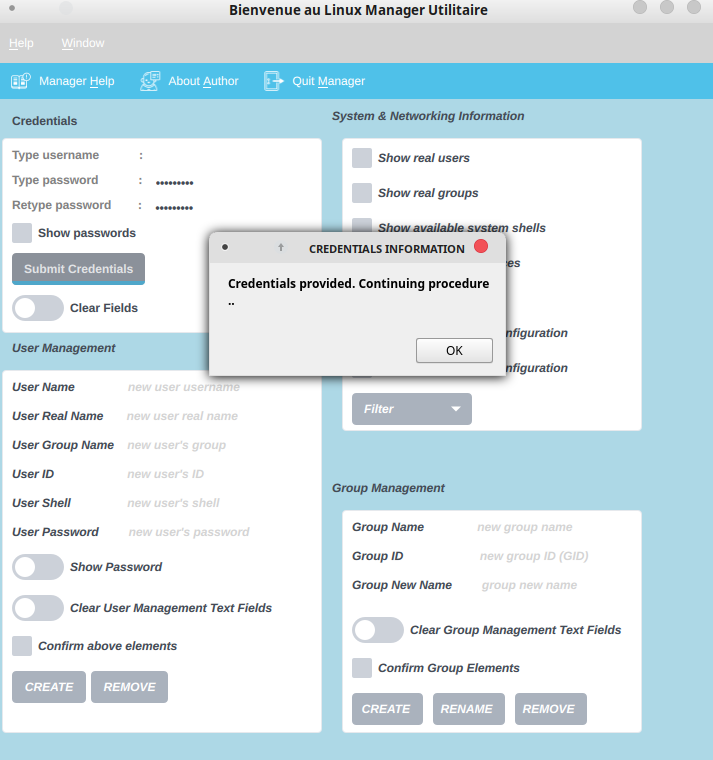 Bienvenue au Linux Manager Utilitaire
Help Window
Manager Help About Author Quit Manager
Credentials
Type username :
Type password : •••••••••
Retype password : •••••••••
Show passwords
Submit Credentials
Clear Fields
System & Networking Information
Show real users
Show real groups
Show available system shells
CREDENTIALS INFORMATION
Credentials provided. Continuing procedure
..
OK
Filter
User Management
User Name new user username
User Real Name new user real name
User Group Name new user's group
User ID new user's ID
User Shell new user's shell
User Password new user's password
Show Password
Clear User Management Text Fields
Confirm above elements
CREATE REMOVE
Group Management
Group Name new group name
Group ID new group ID (GID)
Group New Name group new name
Clear Group Management Text Fields
Confirm Group Elements
CREATE RENAME REMOVE